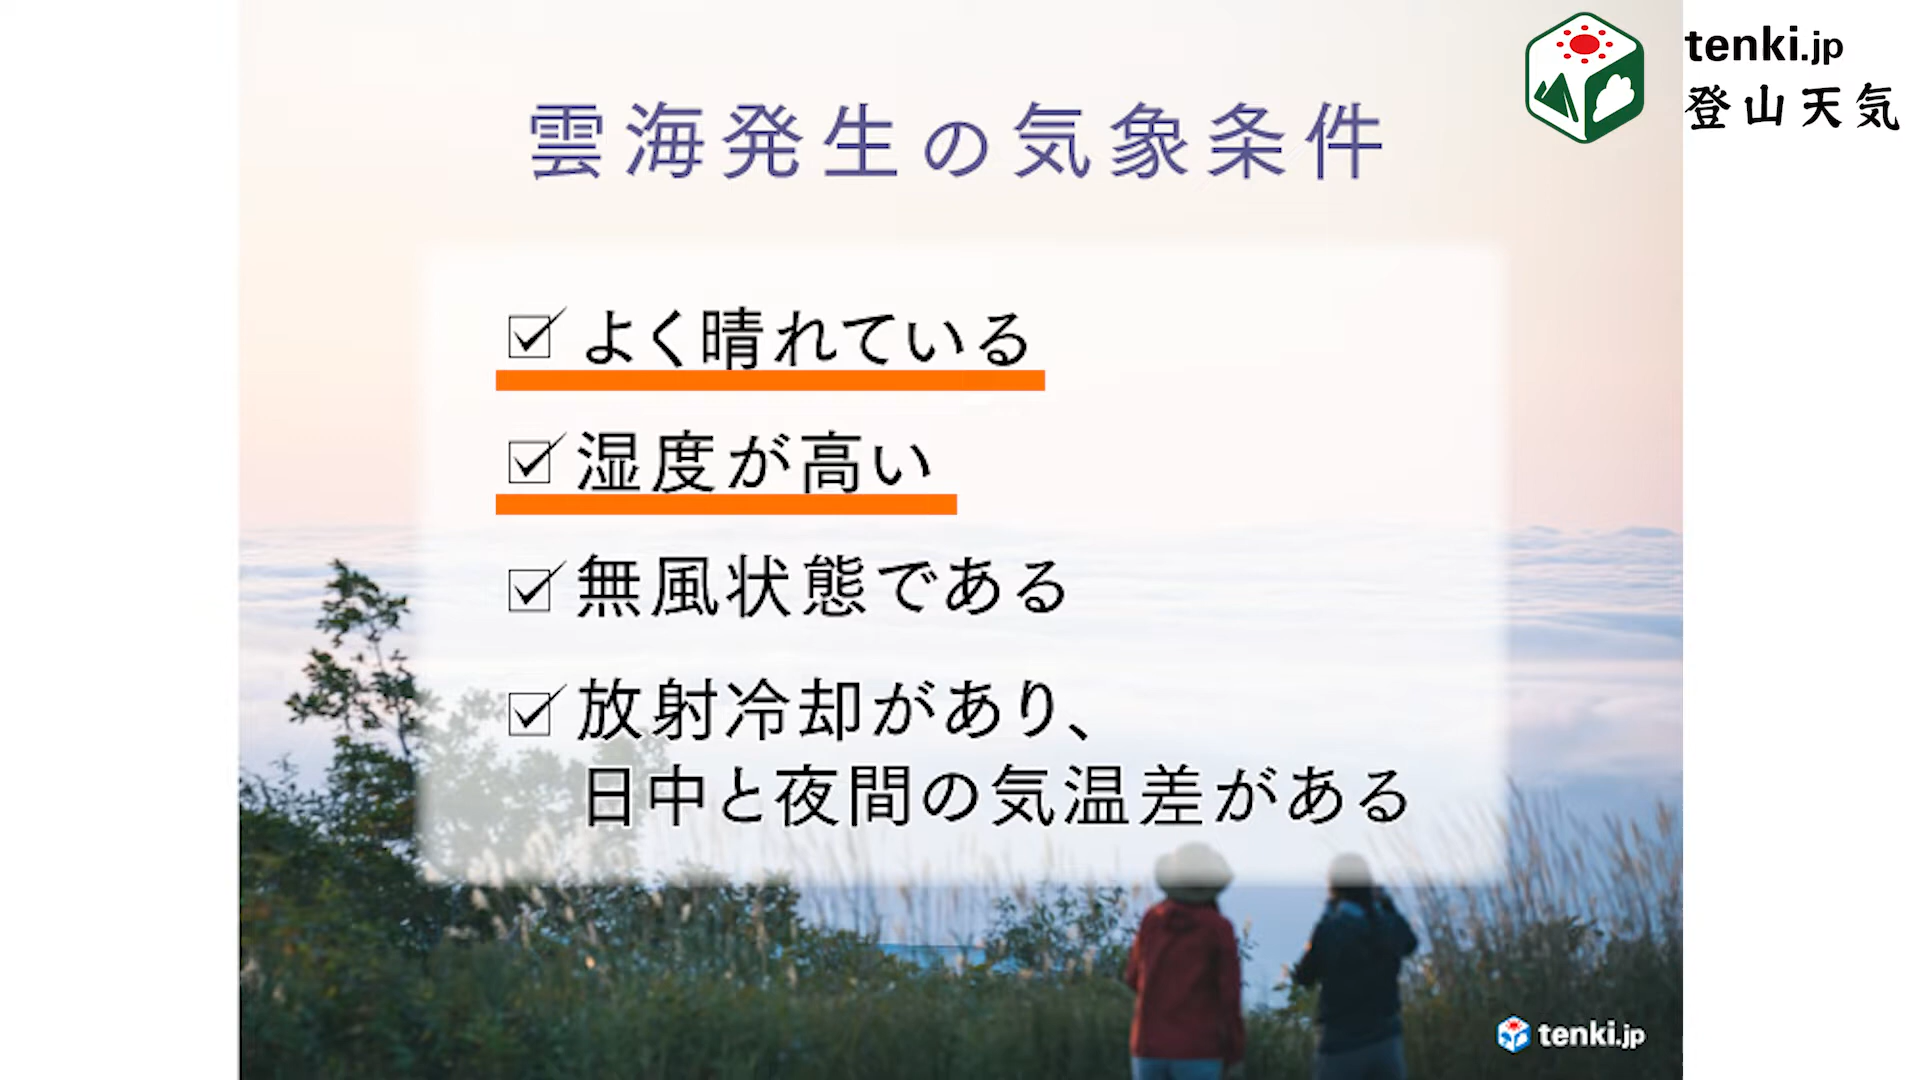 tenki.jp
登山天気
雲海発生の気象条件
よく晴れている
湿度が高い
無風状態である
放射冷却があり、
日中と夜間の気温差がある
tenki.jp